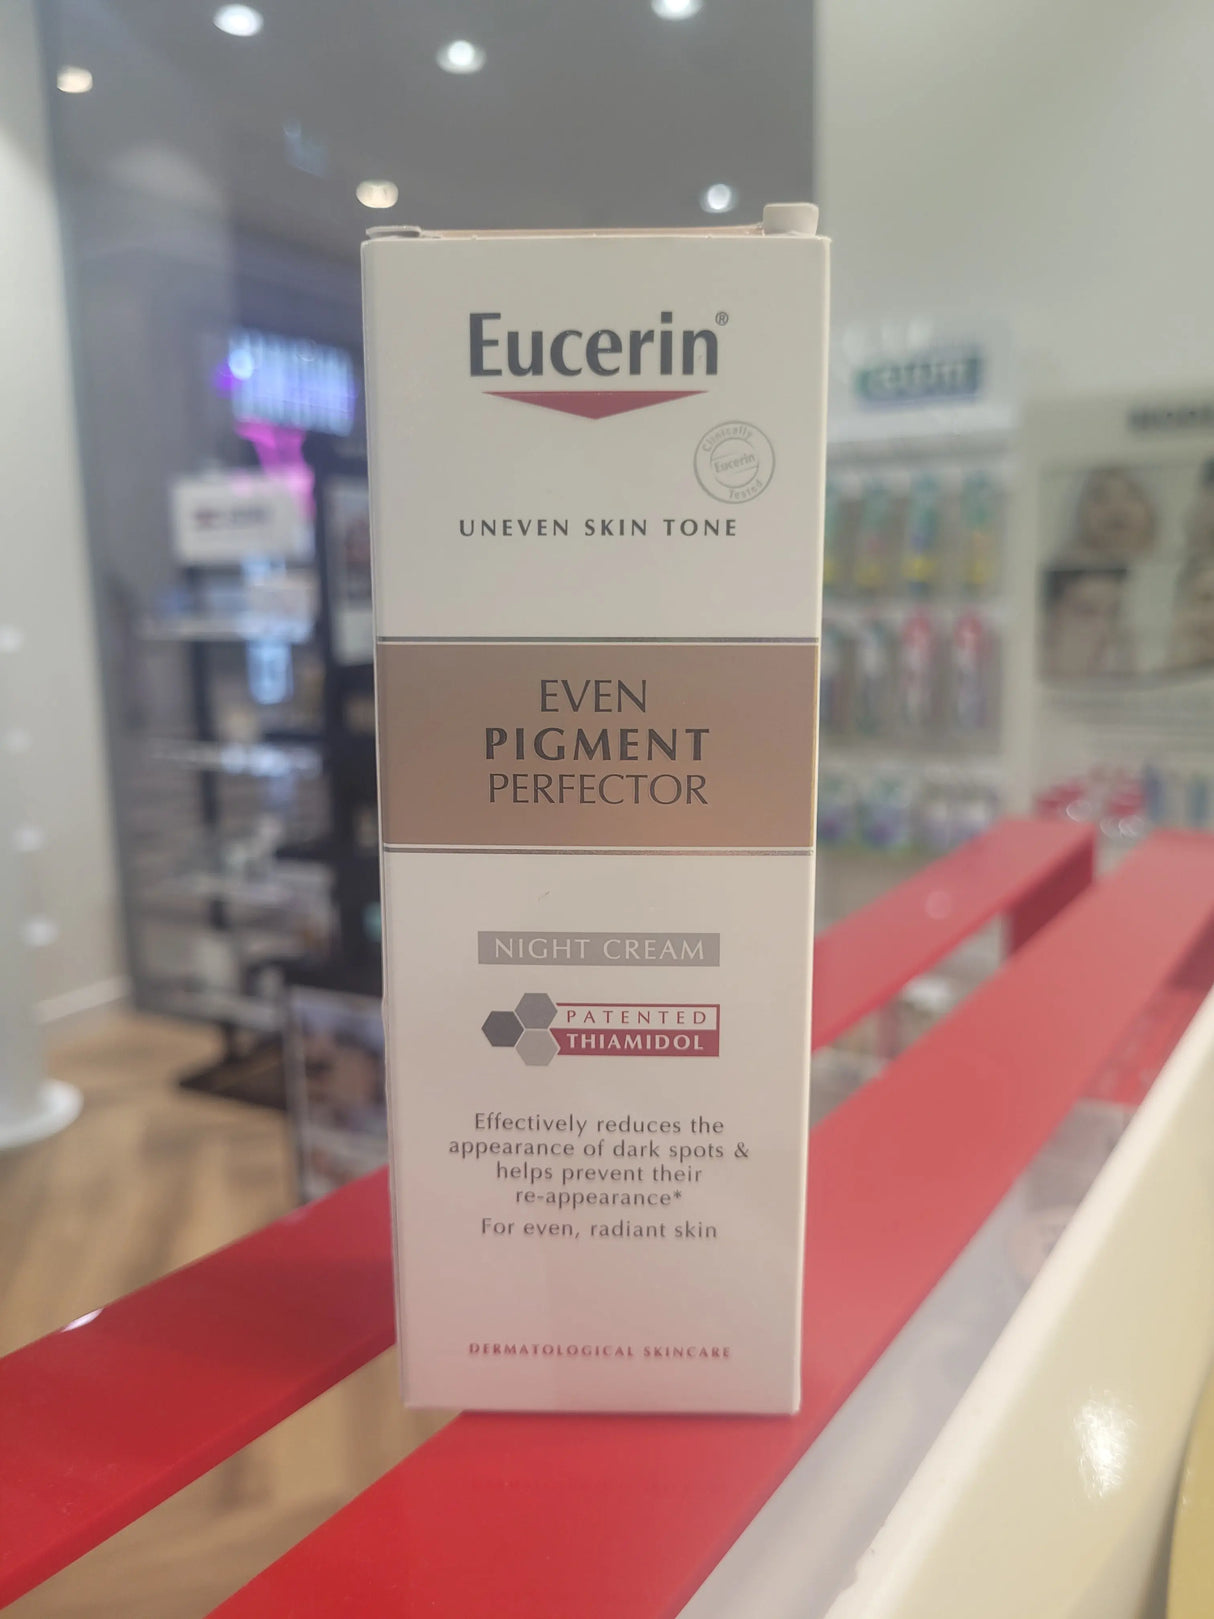 Eucerin®
Clinically
Eucerin
Tested
UNEVEN SKIN TONE
EVEN
PIGMENT
PERFECTOR
NIGHT CREAM
PATENTED
THIAMIDOL
Effectively reduces the
appearance of dark spots &
helps prevent their
re-appearance*
For even, radiant skin
DERMATOLOGICAL SKINCARE